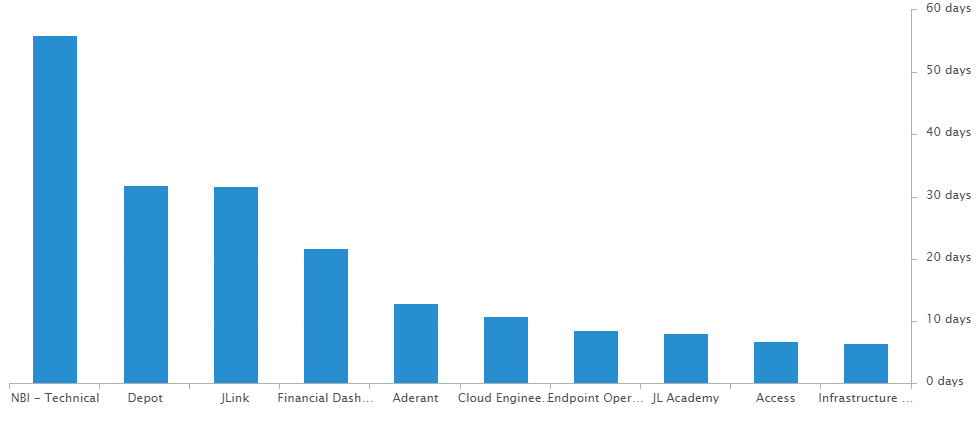 60 days
50 days
40 days
30 days
20 days
10 days
0 days
NBI - Technical Depot JLink Financial Dash... Aderant Cloud Enginee... Endpoint Oper... JL Academy Access Infrastructure ...